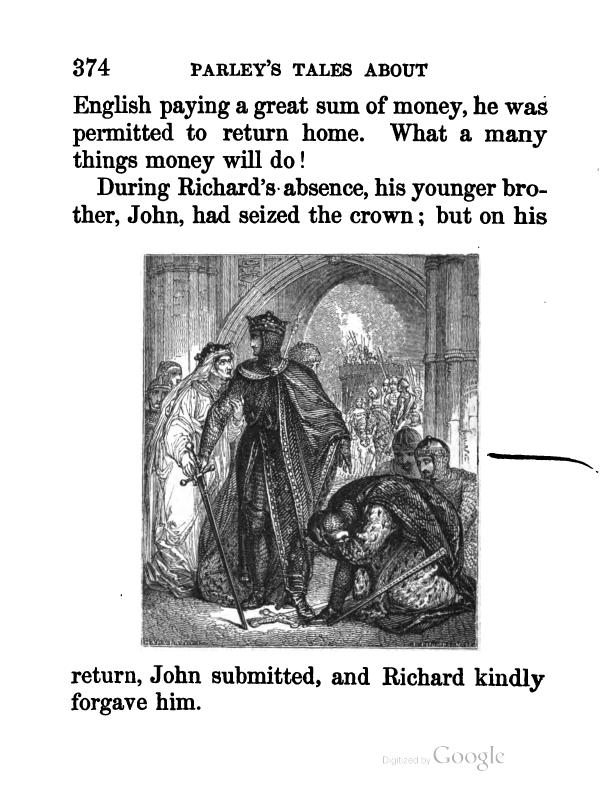 374 PARLEY'S TALES ABOUT
English paying a great sum of money, he was
permitted to return home. What a many
things money will do!
During Richard's absence, his younger bro-
ther, John, had seized the crown; but on his
return, John submitted, and Richard kindly
forgave him.
Digitized by Google